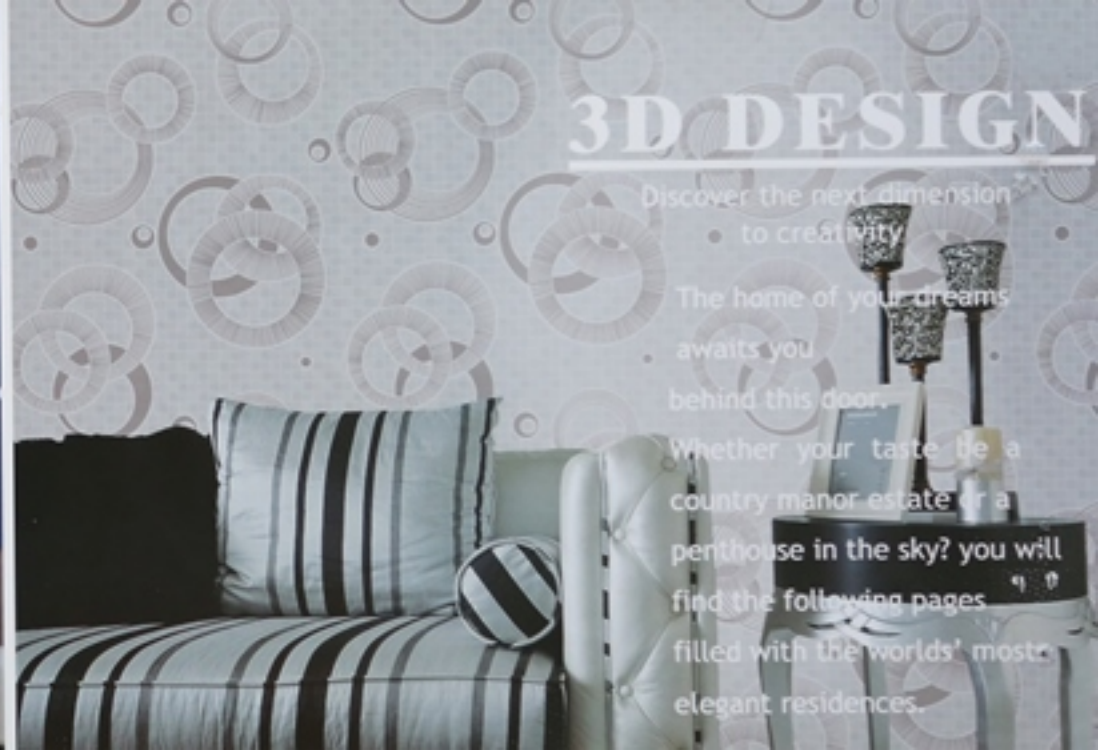 3D DESIGN
Discover the next dimension
to creativity
The home of your dreams
awaits you
behind this door.
Whether your taste be a
country manor estate or a
penthouse in the sky? you will
find the following pages
filled with the worlds' mosts
elegant residences.